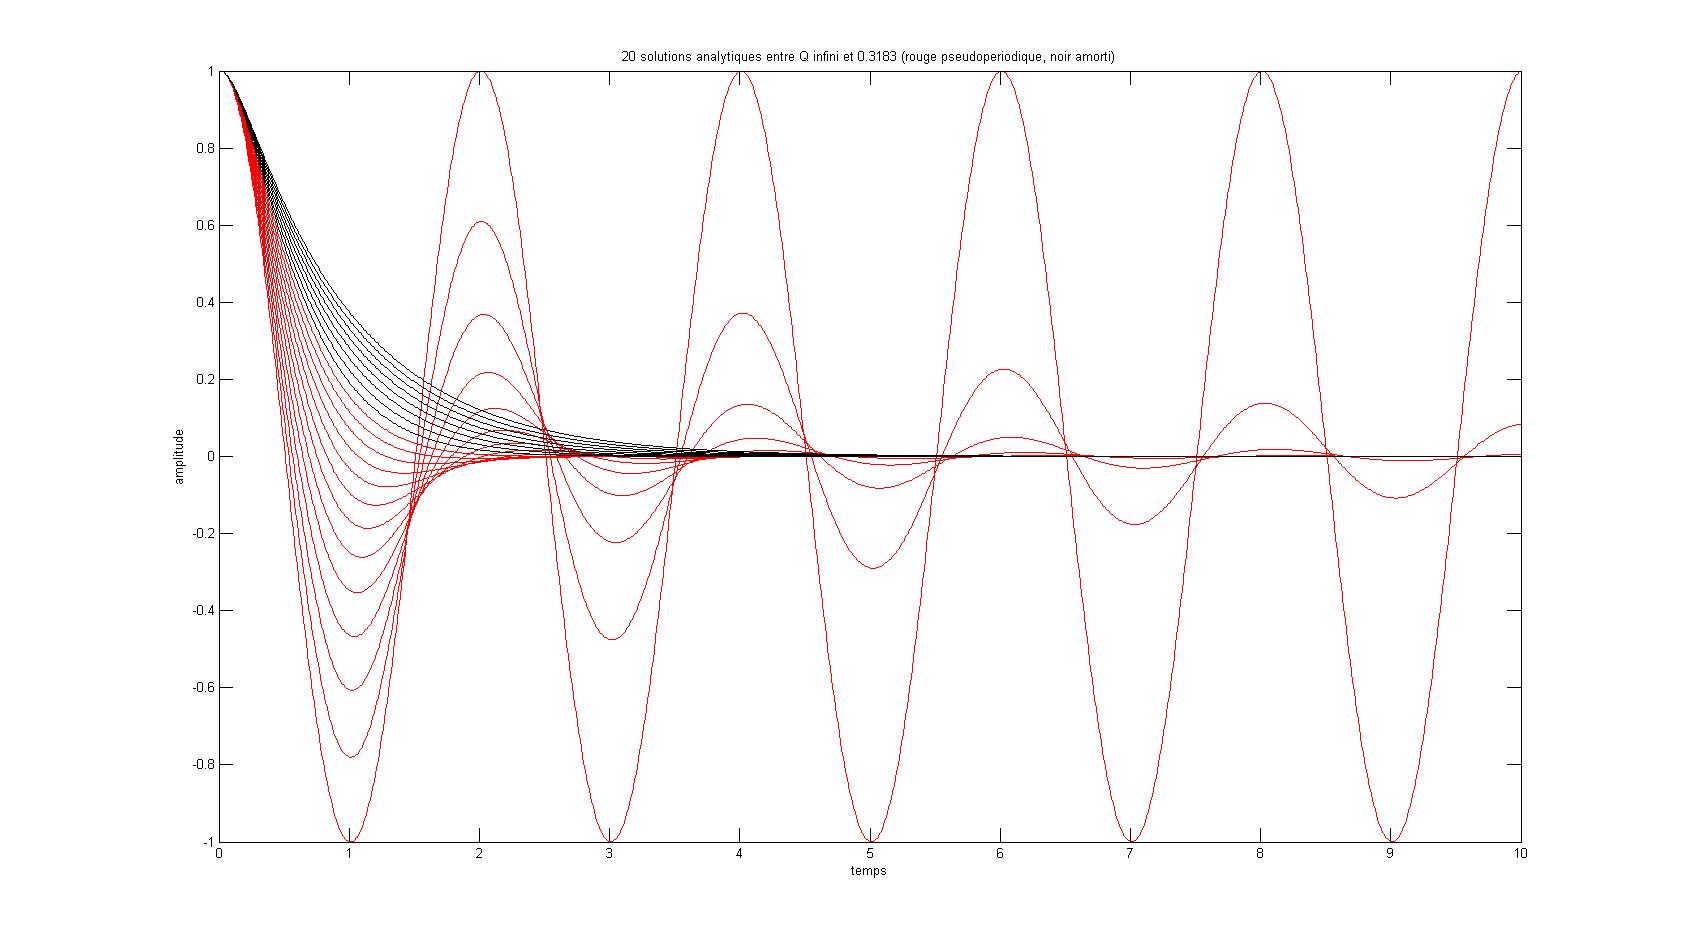 20 solutions analytiques entre Q infini et 0.3183 (rouge pseudoperiodique, noir amorti)
1
0.8
0.6
0.4
0.2
0
-0.2
-0.4
-0.6
-0.8
-1
amplitude
0 1 2 3 4 5 6 7 8 9 10
temps